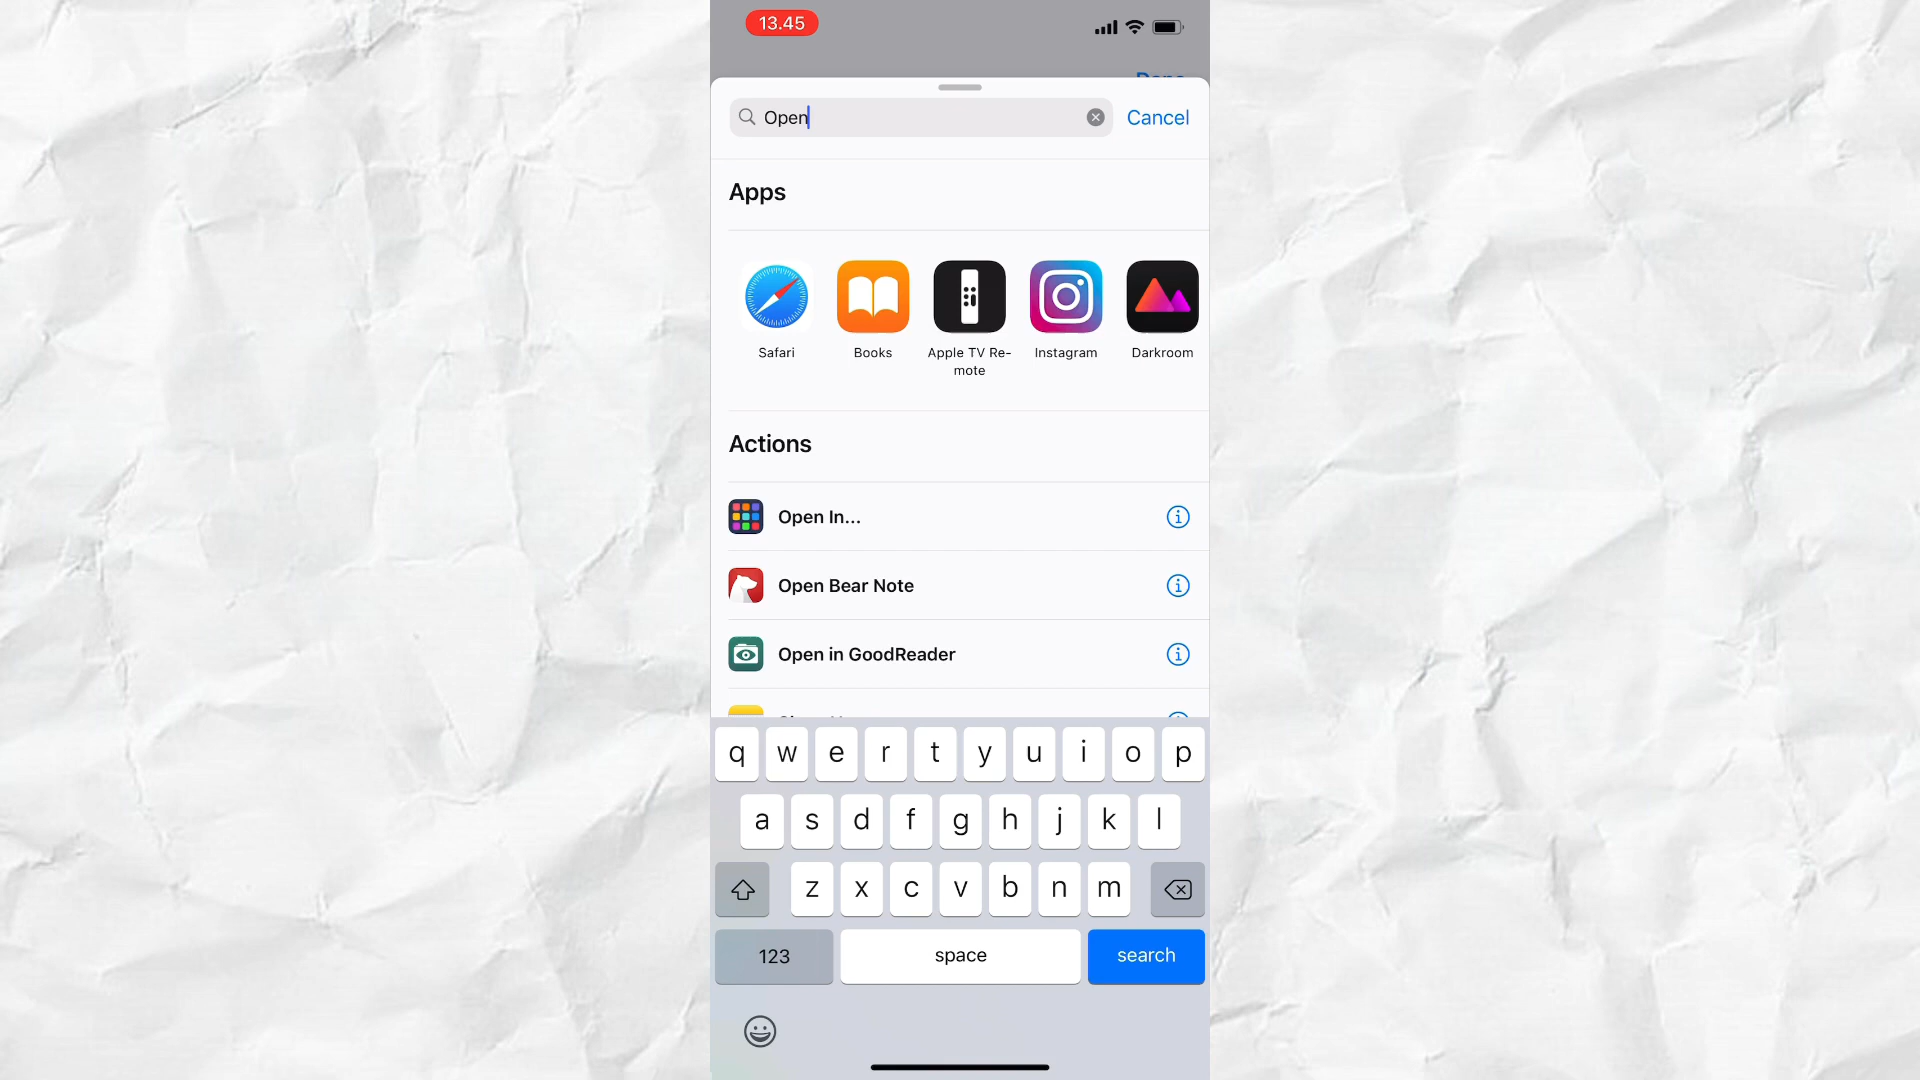 13.45
Open
Cancel
Apps
Safari
Books
Apple TV Re-
mote
Instagram
Darkroom
Actions
Open In...
Open Bear Note
Open in GoodReader
q w e r t y u i o p
a s d f g h j k l
z x c v b n m
123
space
search